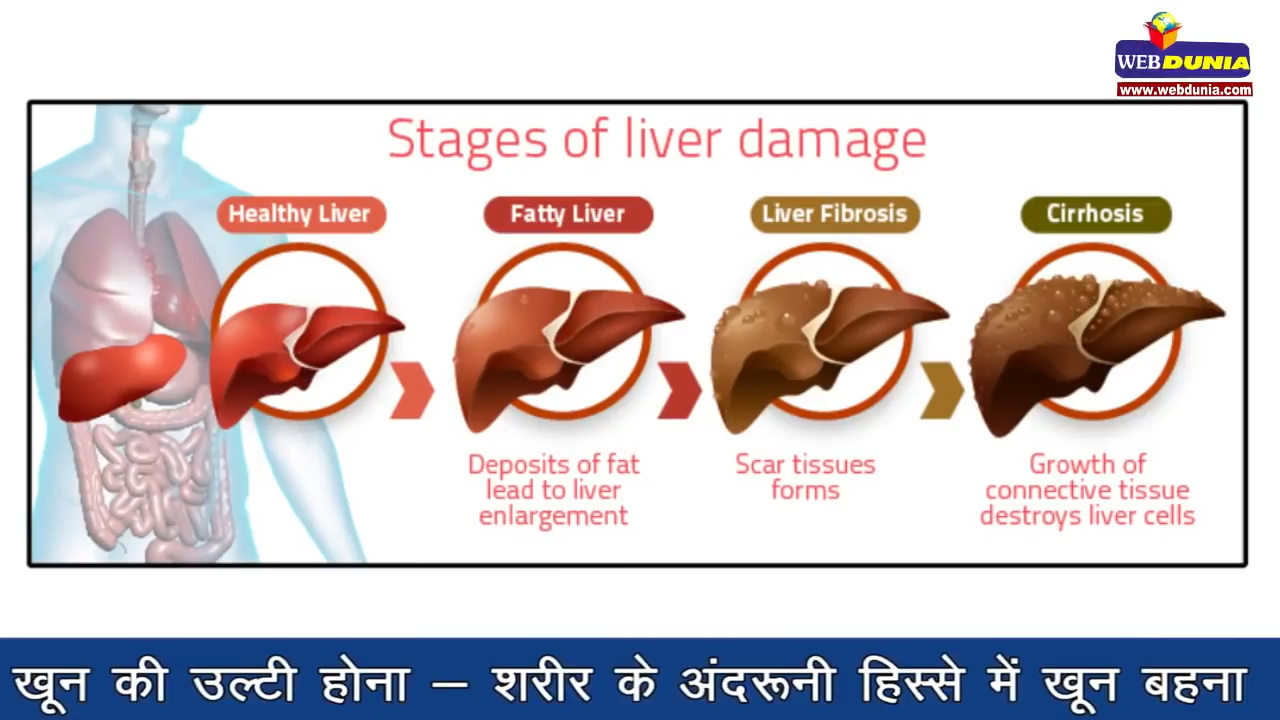 WEBDUNIA
www.webdunia.com
Stages of liver damage
Healthy Liver
Fatty Liver
Liver Fibrosis
Cirrhosis
Deposits of fat
lead to liver
enlargement
Scar tissues
forms
Growth of
connective tissue
destroys liver cells
खून की उल्टी होना – शरीर के अंदरूनी हिस्से में खून बहना